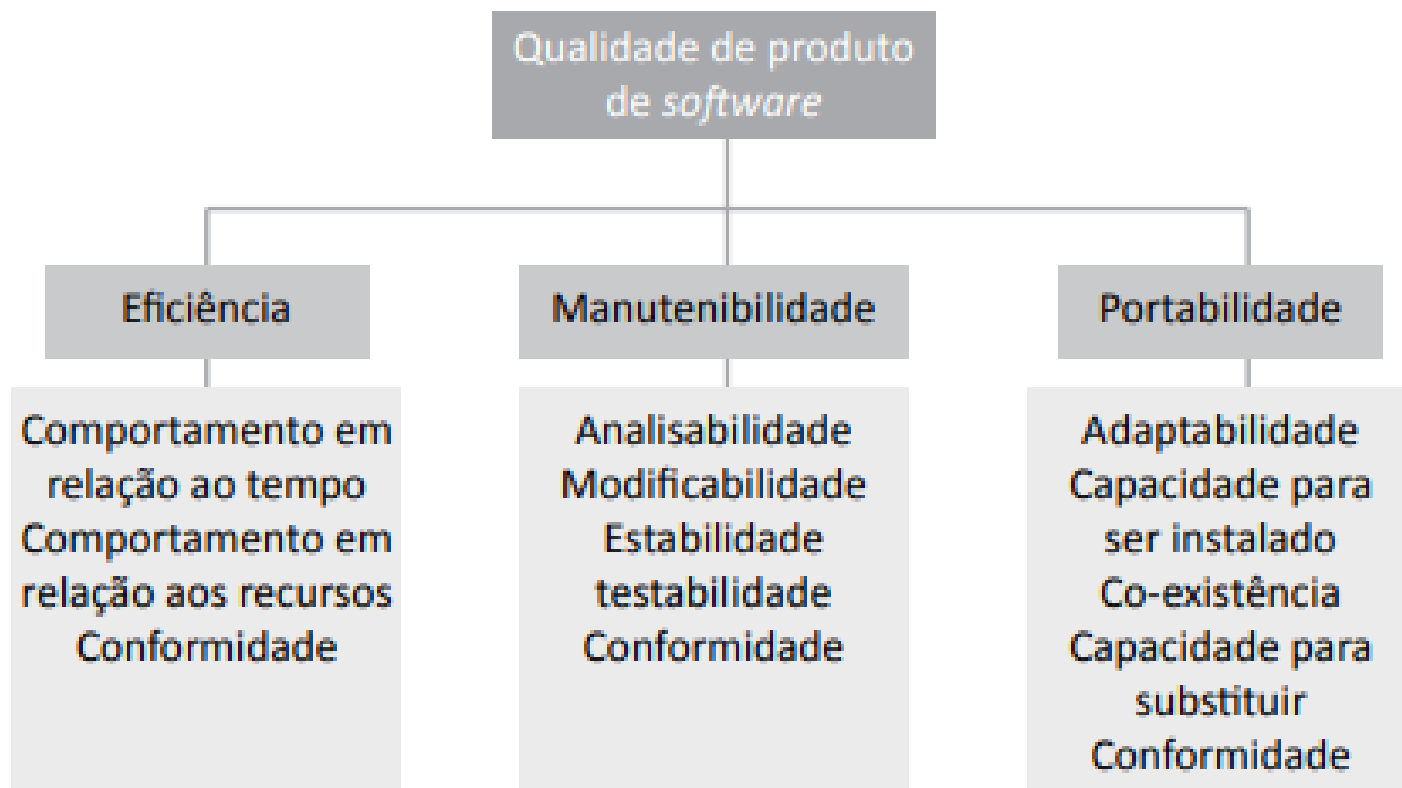 Qualidade de produto
de software
Eficiência
Manutenibilidade
Portabilidade
Comportamento em
relação ao tempo
Comportamento em
relação aos recursos
Conformidade
Analisabilidade
Modificabilidade
Estabilidade
testabilidade
Conformidade
Adaptabilidade
Capacidade para
ser instalado
Co-existência
Capacidade para
substituir
Conformidade